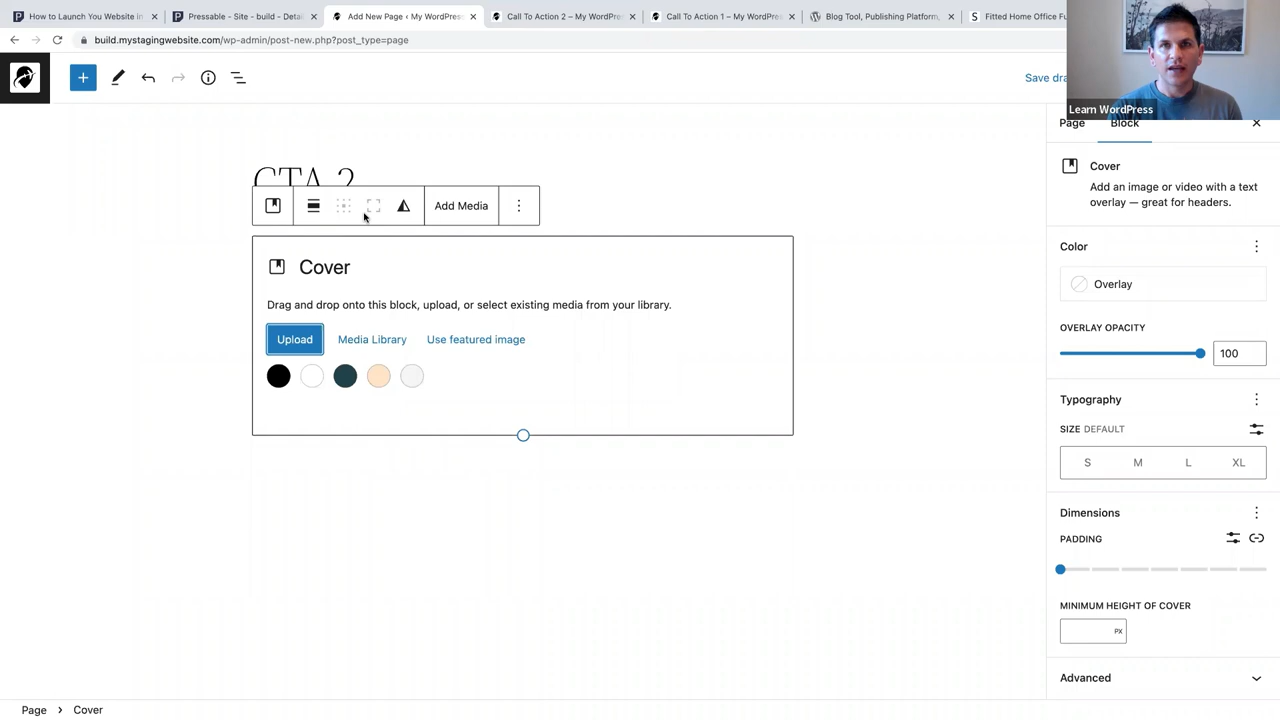 How to Launch You Website in
Pressable - Site - build - Detai
Add New Page ‹ My WordPress
Call To Action 2 – My WordPre
Call To Action 1 – My WordPre
Blog Tool, Publishing Platform,
Fitted Home Office Fu
build.mystagingwebsite.com/wp-admin/post-new.php?post_type=page
Save dra
Learn WordPress
CTA 2
Add Media
Cover
Drag and drop onto this block, upload, or select existing media from your library.
Upload
Media Library
Use featured image
Page
Block
Cover
Add an image or video with a text
overlay — great for headers.
Color
Overlay
OVERLAY OPACITY
100
Typography
SIZE DEFAULT
S
M
L
XL
Dimensions
PADDING
MINIMUM HEIGHT OF COVER
PX
Advanced
Page
Cover